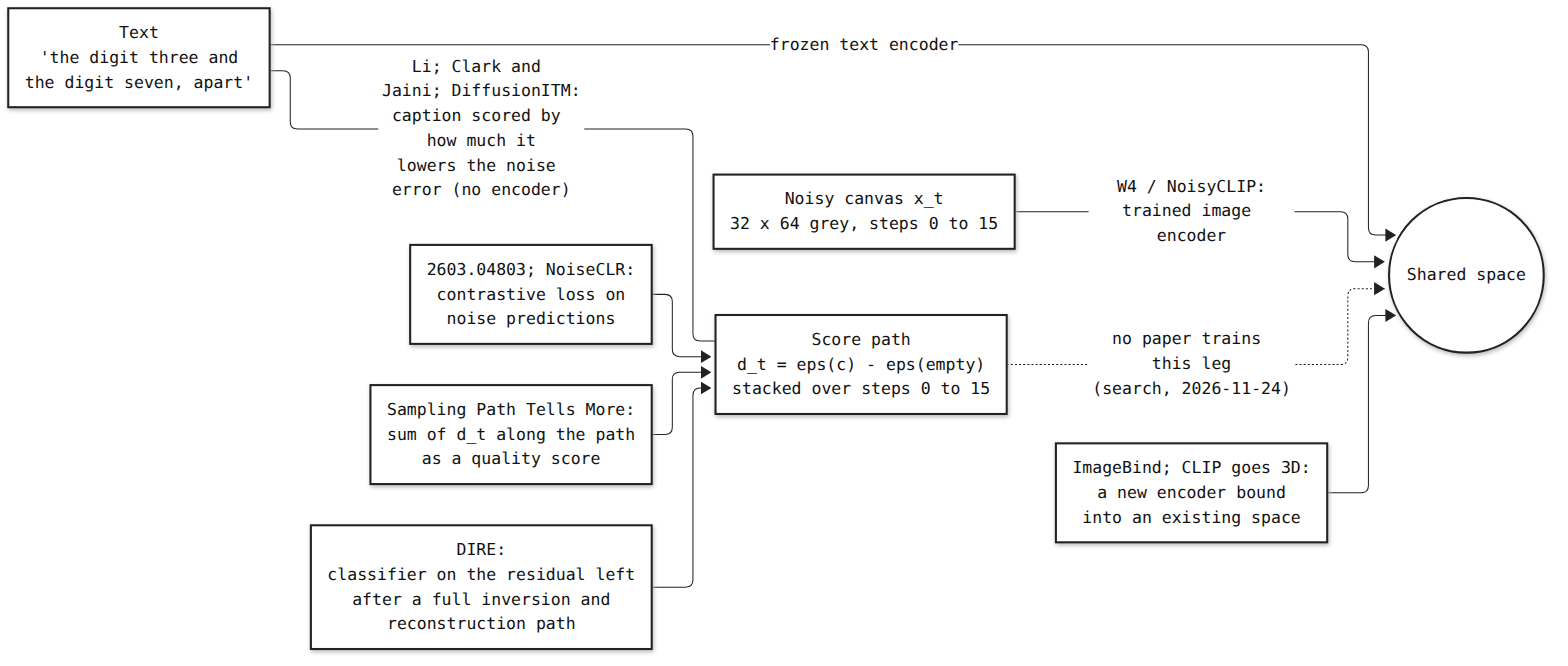 Text
'the digit three and
the digit seven, apart'
frozen text encoder
Li; Clark and
Jaini; DiffusionITM:
caption scored by
how much it
lowers the noise
error (no encoder)
Noisy canvas x_t
32 x 64 grey, steps 0 to 15
W4 / NoisyCLIP:
trained image
encoder
Shared space
2603.04803; NoiseCLR:
contrastive loss on
noise predictions
Score path
d_t = eps(c) - eps(empty)
stacked over steps 0 to 15
no paper trains
this leg
(search, 2026-11-24)
Sampling Path Tells More:
sum of d_t along the path
as a quality score
ImageBind; CLIP goes 3D:
a new encoder bound
into an existing space
DIRE:
classifier on the residual left
after a full inversion and
reconstruction path